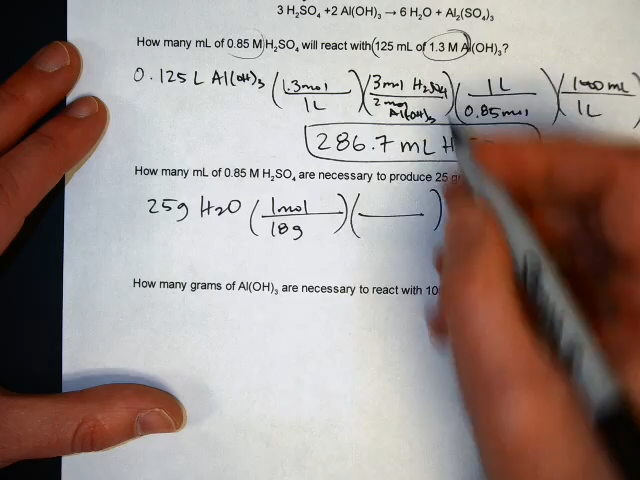 3 H₂SO₄ +2 Al(OH)₃ → 6 H₂O + Al₂(SO₄)₃
How many mL of 0.85 M H₂SO₄ will react with 125 mL of 1.3 M Al(OH)₃?
0.125 L Al(OH)₃ (1.3 mol / 1L) (3 mol H₂SO₄ / 2 mol Al(OH)₃) (1L / 0.85 mol) (1000 mL / 1L)
286.7 mL H
How many mL of 0.85 M H₂SO₄ are necessary to produce 25
25g H₂O (1 mol / 18g) ( )
How many grams of Al(OH)₃ are necessary to react with 10